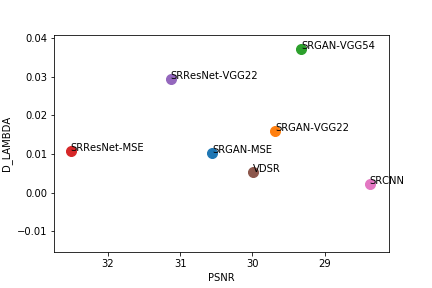 0.04
SRGAN-VGG54
0.03
SRResNet-VGG22
0.02
SRGAN-VGG22
D_LAMBDA
0.01
SRResNet-MSE
SRGAN-MSE
VDSR
SRCNN
0.00
−0.01
32
31
30
29
PSNR